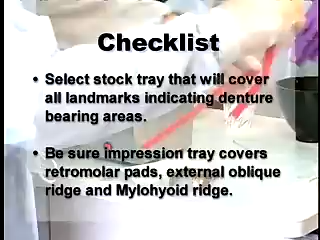 Checklist
• Select stock tray that will cover
all landmarks indicating denture
bearing areas.
• Be sure impression tray covers
retromolar pads, external oblique
ridge and Mylohyoid ridge.